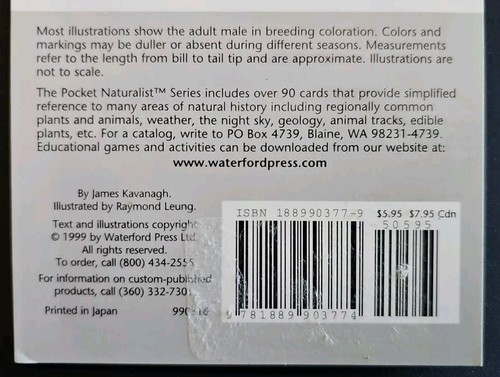 Most illustrations show the adult male in breeding coloration. Colors and
markings may be duller or absent during different seasons. Measurements
refer to the length from bill to tail tip and are approximate. Illustrations are
not to scale.
The Pocket Naturalist™ Series includes over 90 cards that provide simplified
reference to many areas of natural history including regionally common
plants and animals, weather, the night sky, geology, animal tracks, edible
plants, etc. For a catalog, write to PO Box 4739, Blaine, WA 98231-4739.
Educational games and activities can be downloaded from our website at:
www.waterfordpress.com
By James Kavanagh.
Illustrated by Raymond Leung.
Text and illustrations copyright
© 1999 by Waterford Press Ltd.
All rights reserved.
To order, call (800) 434-2555
For information on custom-published
products, call (360) 332-730
Printed in Japan
ISBN 188990377-9
$5.95 $7.95 Cdn
50595
9 781889 903774